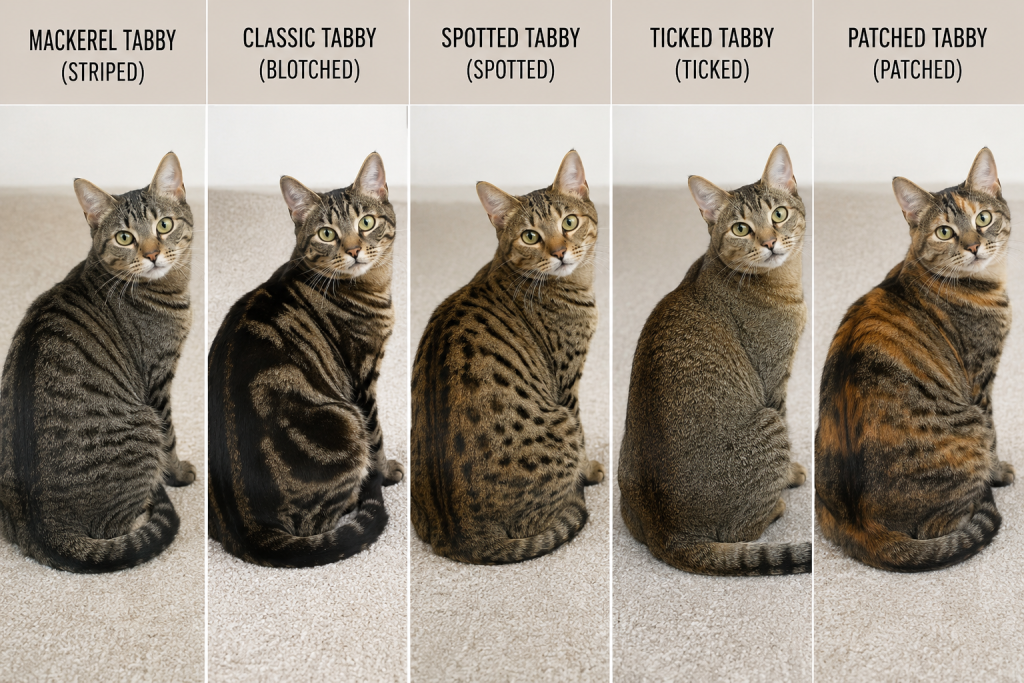 MACKEREL TABBY
(STRIPED)
CLASSIC TABBY
(BLOTCHED)
SPOTTED TABBY
(SPOTTED)
TICKED TABBY
(TICKED)
PATCHED TABBY
(PATCHED)